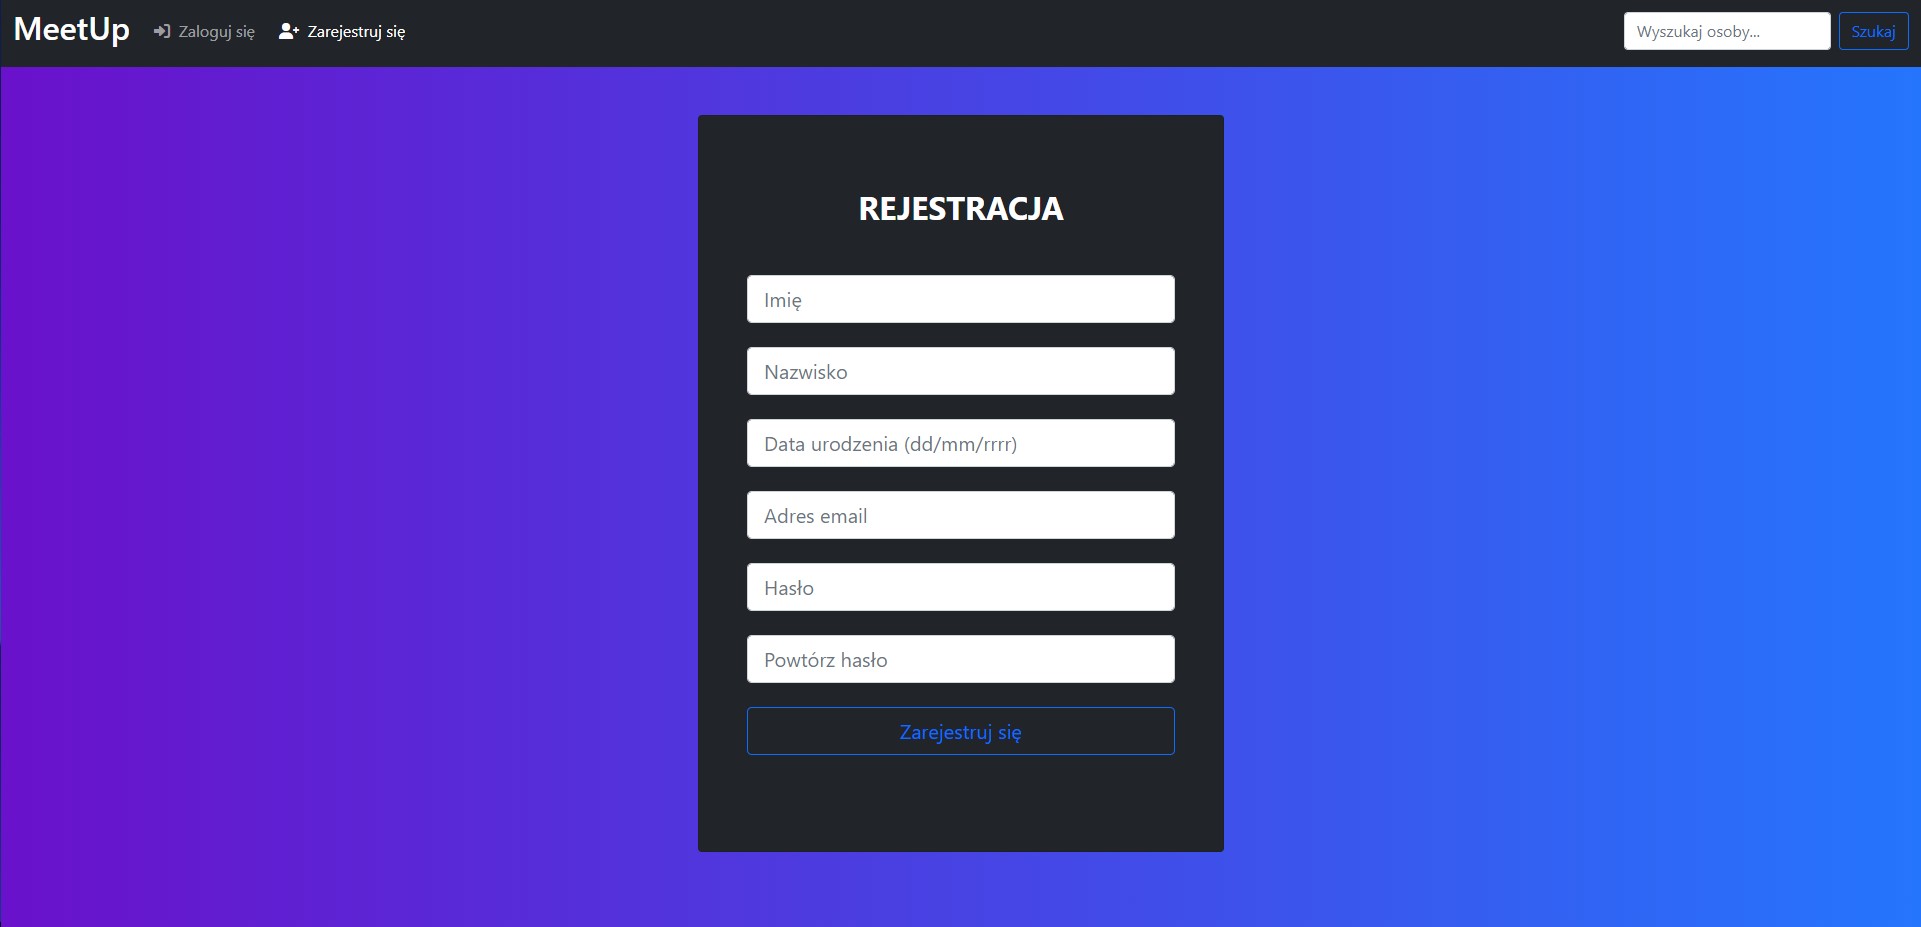 MeetUp
Zaloguj się
Zarejestruj się
Wyszukaj osoby...
Szukaj
REJESTRACJA
Imię
Nazwisko
Data urodzenia (dd/mm/rrrr)
Adres email
Hasło
Powtórz hasło
Zarejestruj się